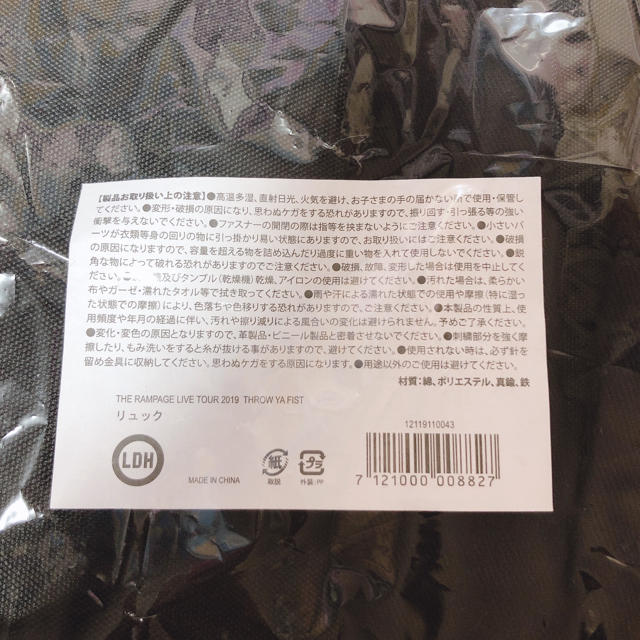 【製品お取り扱い上の注意】●高温多湿、直射日光、火気を避け、お子さまの手の届かない所で使用・保管し
てください。●変形・破損の原因になり、思わぬケガをする恐れがありますので、振り回す・引っ張る等の強い
衝撃を与えないでください。●ファスナーの開閉の際は指等を挟まないようにご注意ください。●小さいパ
ーツが衣類等身の回りの物に引っ掛かり易い状態にありますので、お取り扱いにはご注意ください。●破損
の原因になりますので、容量を超える物を詰め込んだり過度に重い物を入れて使用しないでください。●鋭
角な物によって破れる恐れがありますのでご注意ください。●破損、故障、変形した場合は使用を中止してく
ださい。及びタンブル(乾燥機)乾燥、アイロンの使用は避けてください。●汚れた場合は、柔らかい
布やガーゼ・濡れたタオル等で拭き取ってください。●雨や汗による濡れた状態での使用や摩擦(特に湿っ
た状態での摩擦)により、色落ちや色移りする恐れがありますのでご注意ください。●本製品の性質上、使
用頻度や年月の経過に伴い、汚れや擦り減りによる風合いの変化は避けられません。予めご了承ください。
●変化・変色の原因となりますので、革製品・ビニール製品と密着させないでください。●刺繍部分を強く摩
擦したり、もみ洗いをすると糸が抜ける事がありますので、避けてください。●使用されない時は、必ず針を
留め金具に収納してください。思わぬケガをする原因になります。●用途以外のご使用はお避けください。
材質:綿、ポリエステル、真鍮、鉄
THE RAMPAGE LIVE TOUR 2019 THROW YA FIST
リュック
12119110043
LDH
MADE IN CHINA
紙
取説
プラ
外装:PP
7 121000 008827